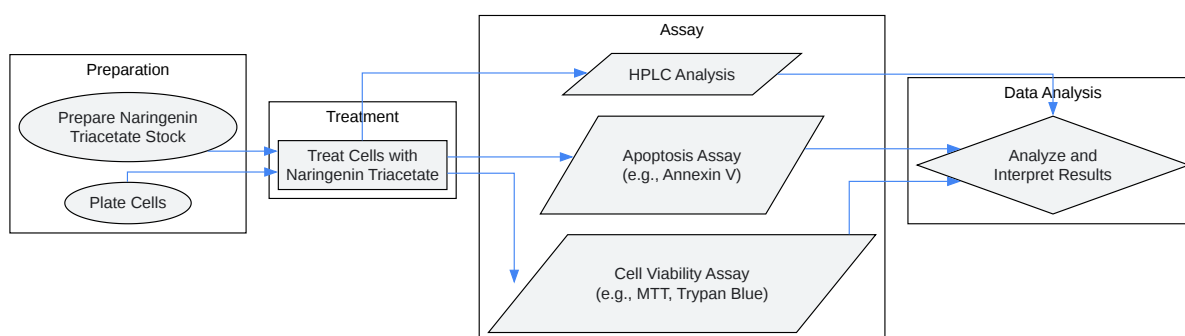 Preparation
Prepare Naringenin
Triacetate Stock
Plate Cells
Treatment
Treat Cells with
Naringenin Triacetate
Assay
HPLC Analysis
Apoptosis Assay
(e.g., Annexin V)
Cell Viability Assay
(e.g., MTT, Trypan Blue)
Data Analysis
Analyze and
Interpret Results